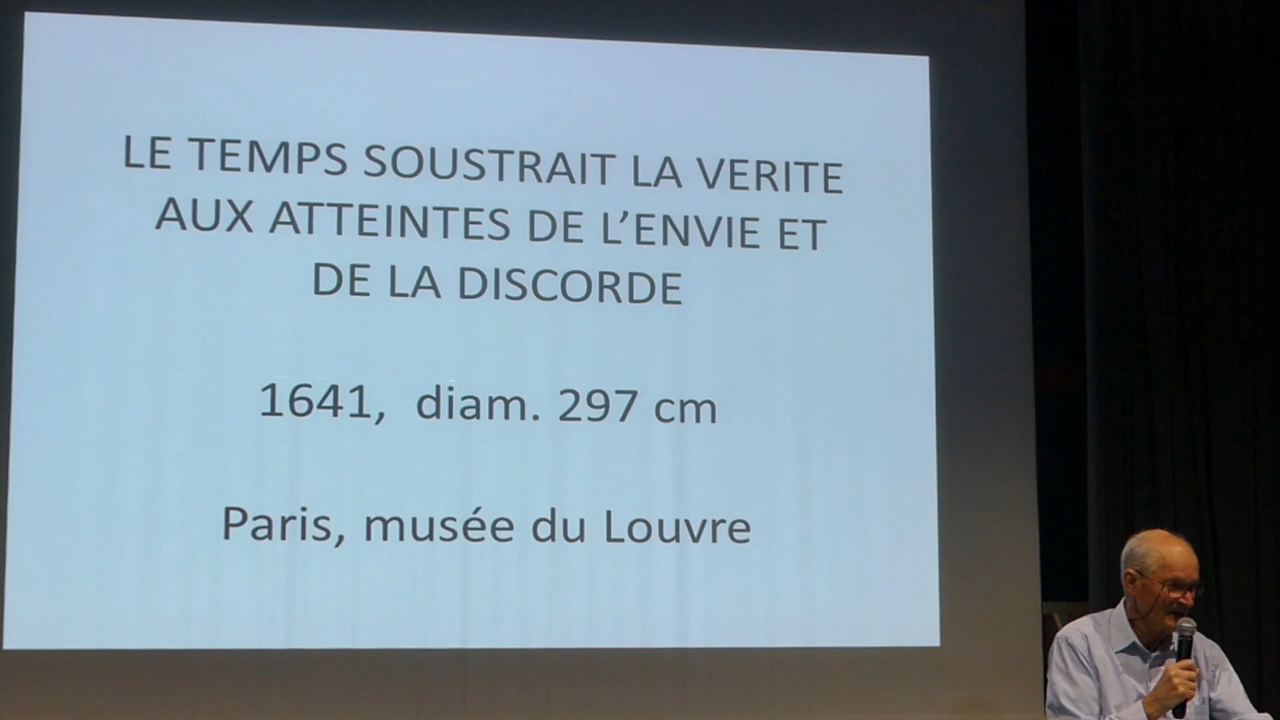 LE TEMPS SOUSTRAIT LA VERITE
AUX ATTEINTES DE L’ENVIE ET
DE LA DISCORDE
1641, diam. 297 cm
Paris, musée du Louvre